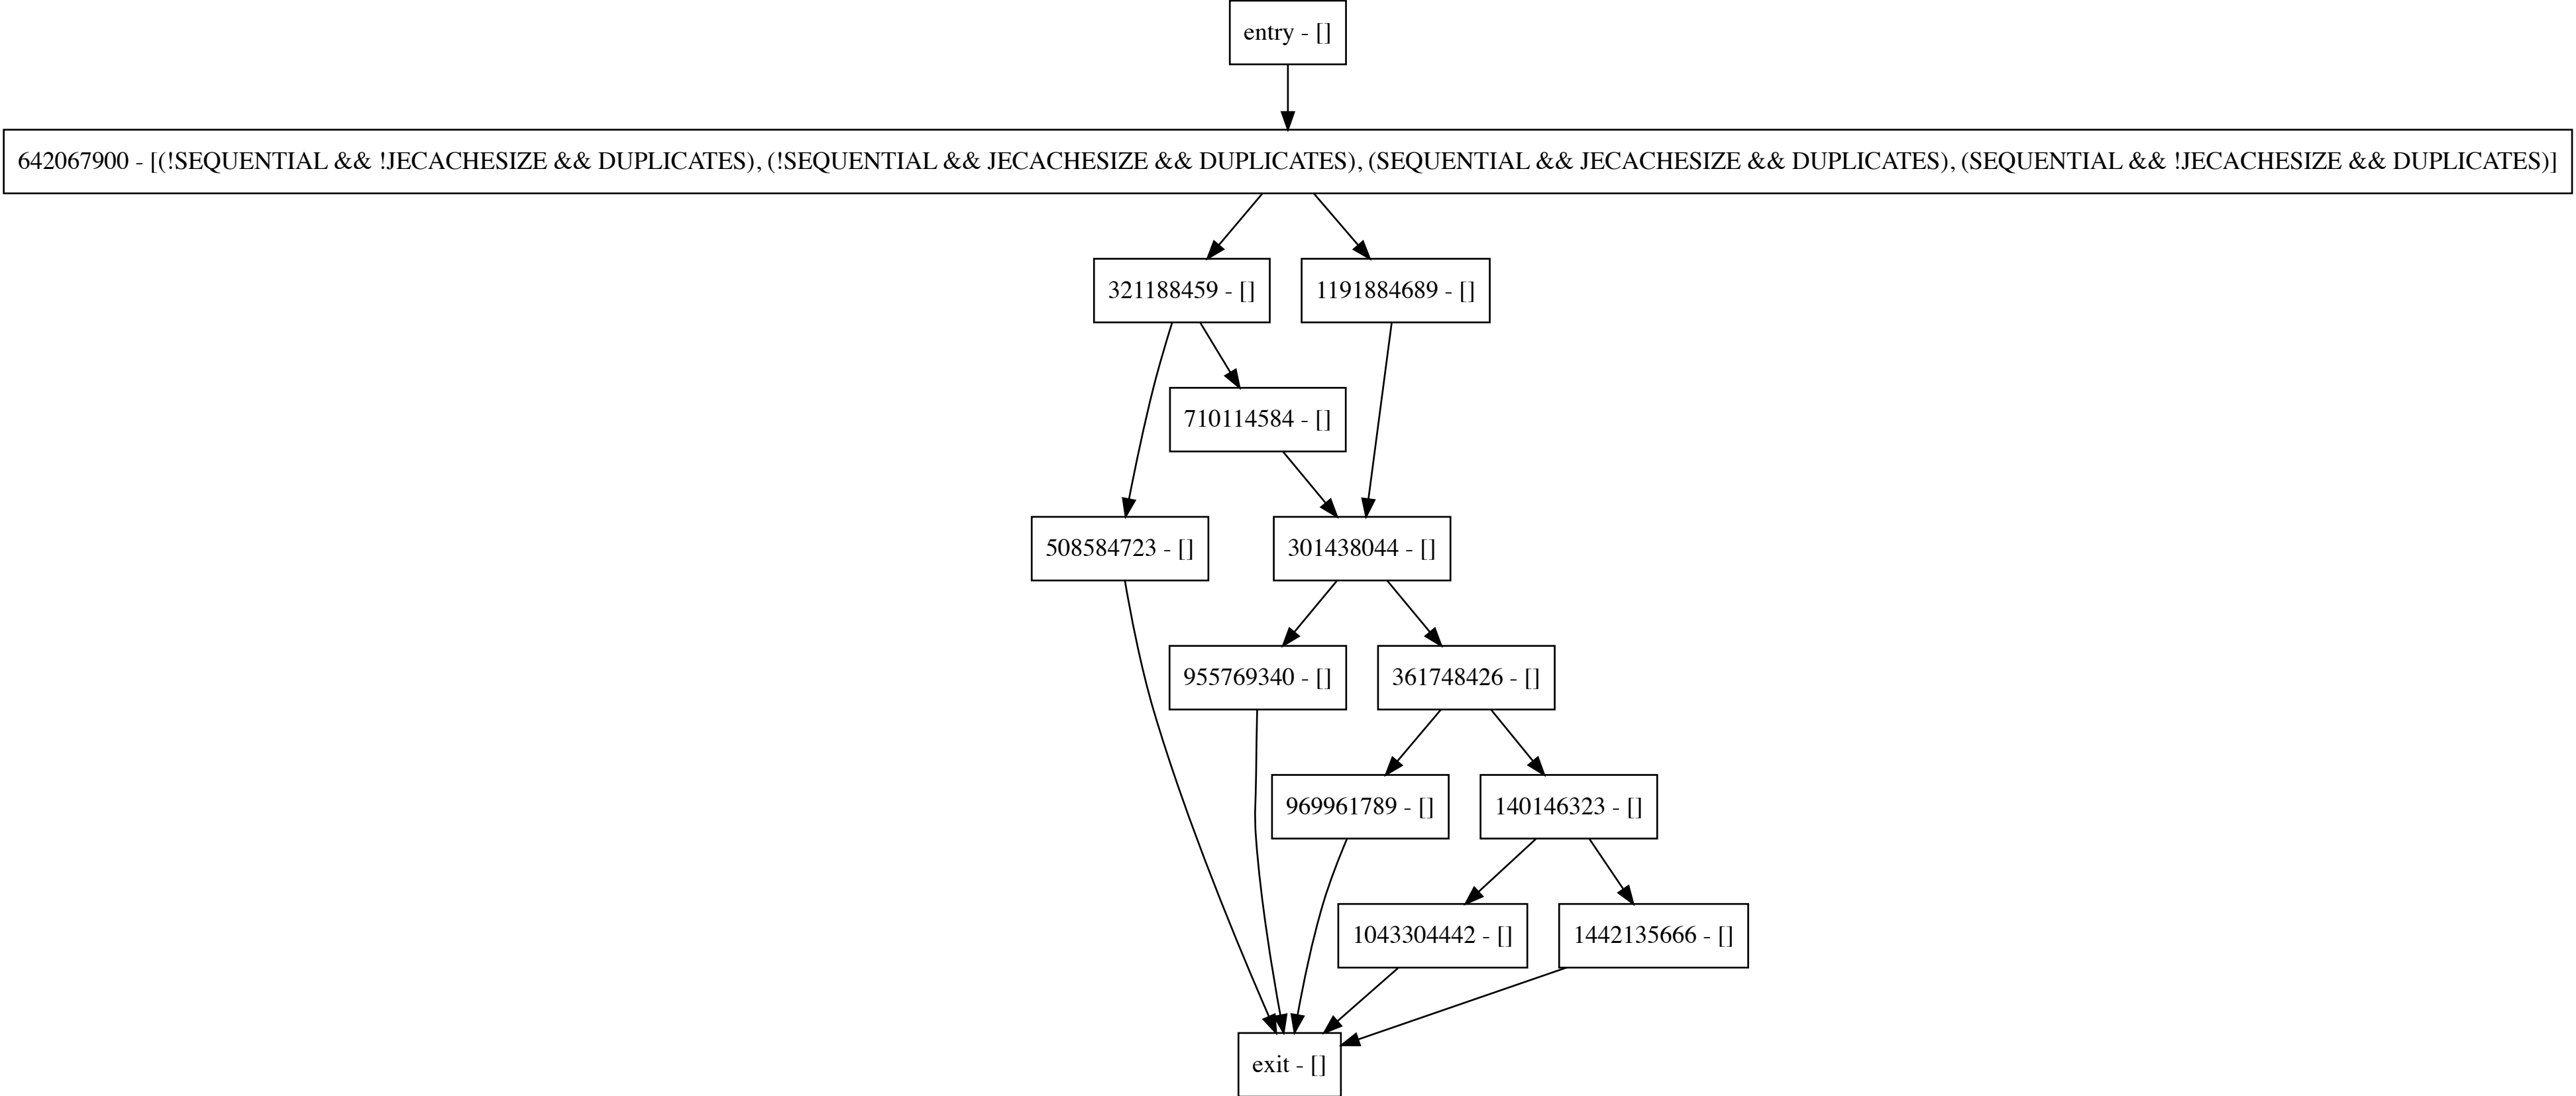 entry - []
642067900 - [(!SEQUENTIAL && !JECACHESIZE && DUPLICATES), (!SEQUENTIAL && JECACHESIZE && DUPLICATES), (SEQUENTIAL && JECACHESIZE && DUPLICATES), (SEQUENTIAL && !JECACHESIZE && DUPLICATES)]
321188459 - []
1191884689 - []
710114584 - []
508584723 - []
301438044 - []
955769340 - []
361748426 - []
969961789 - []
140146323 - []
1043304442 - []
1442135666 - []
exit - []